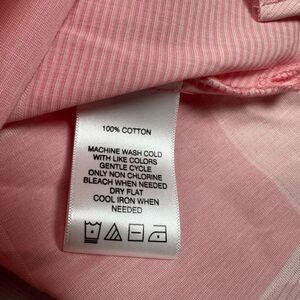 100% COTTON
MACHINE WASH COLD
WITH LIKE COLORS
GENTLE CYCLE
ONLY NON CHLORINE
BLEACH WHEN NEEDED
DRY FLAT
COOL IRON WHEN
NEEDED